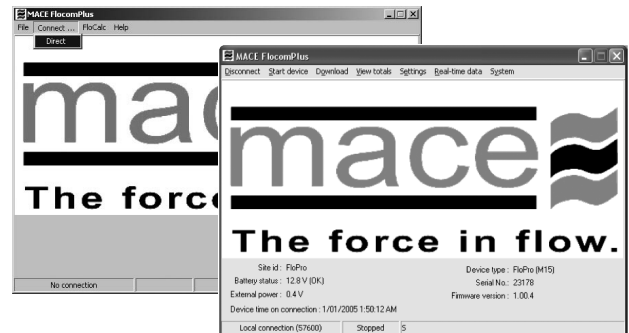 MACE FlocomPlus
File Connect ... FloCalc Help
Direct
mac
The forc
No connection
MACE FlocomPlus
Disconnect Start device Download View totals Settings Real-time data System
mace
The force in flow.
Site id : FloPro
Device type : FloPro (M15)
Battery status : 12.8 V (OK)
Serial No.: 23178
External power : 0.4 V
Firmware version : 1.00.4
Device time on connection : 1/01/2005 1:50:12 AM
Local connection (57600) Stopped S